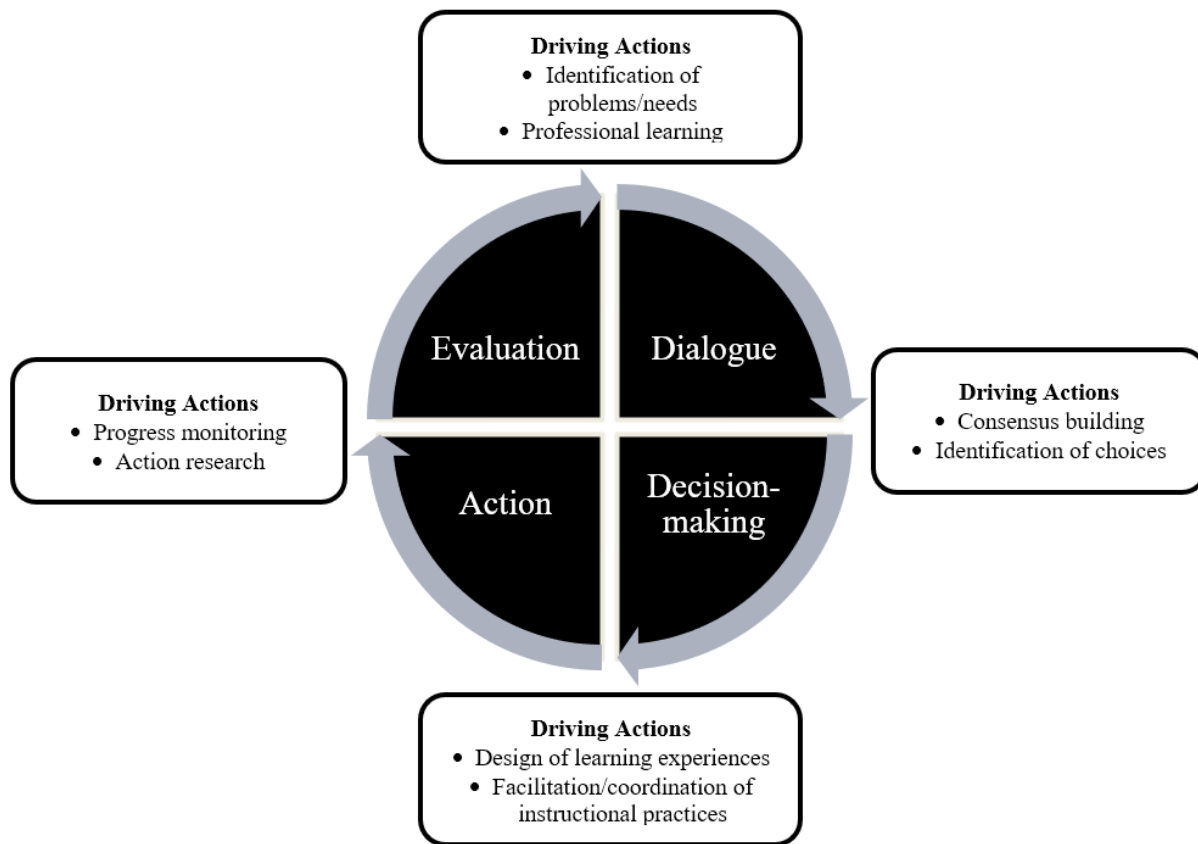 Driving Actions
• Identification of
problems/needs
• Professional learning
Evaluation
Dialogue
Driving Actions
• Progress monitoring
• Action research
Driving Actions
• Consensus building
• Identification of choices
Action
Decision-
making
Driving Actions
• Design of learning experiences
• Facilitation/coordination of
instructional practices